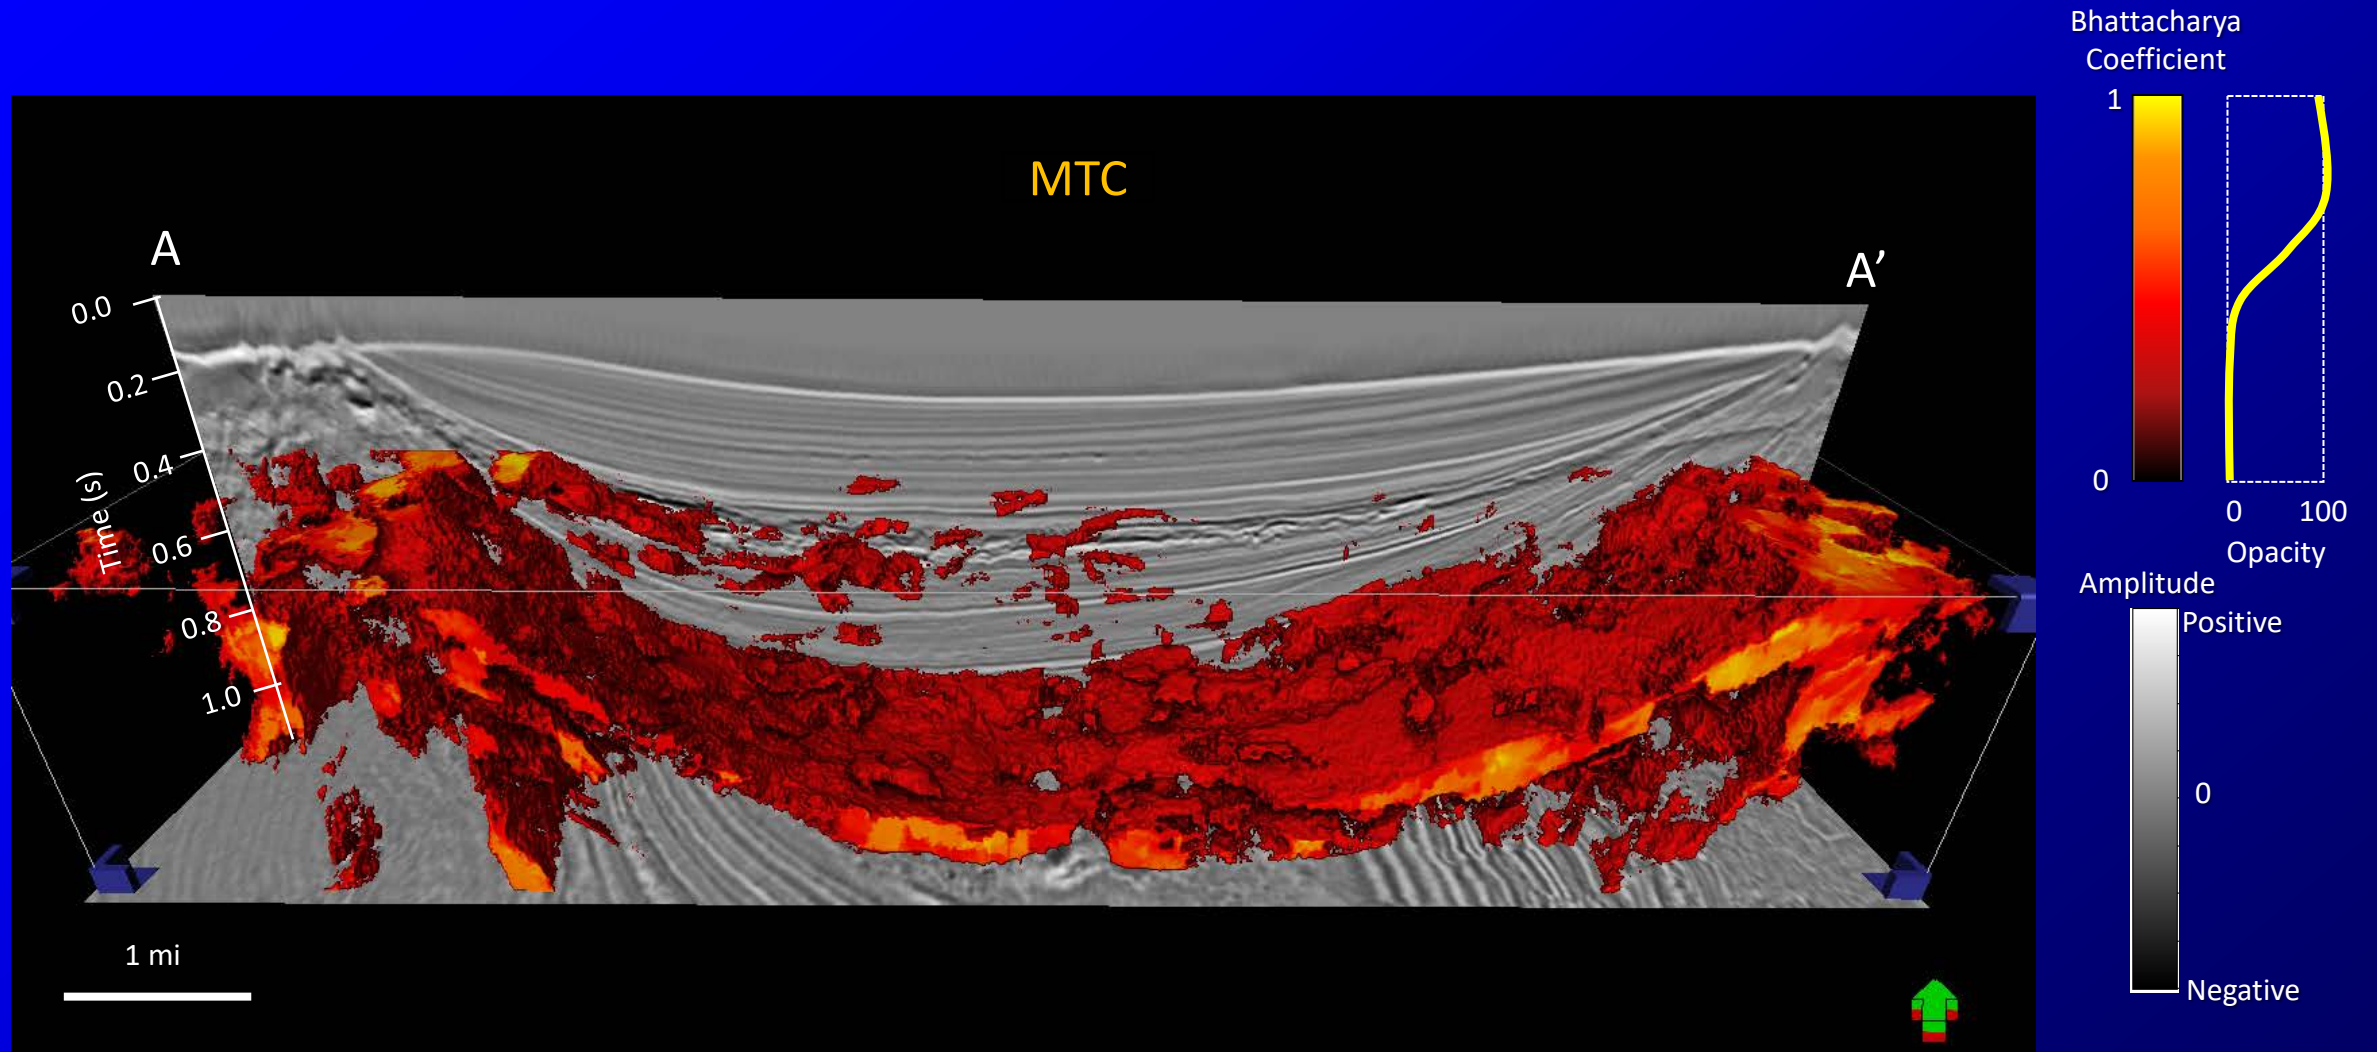 Bhattacharya
Coefficient
1
0
0 100
Opacity
MTC
A
A’
0.0
0.2
0.4
0.6
0.8
1.0
Time (s)
Amplitude
Positive
0
Negative
1 mi